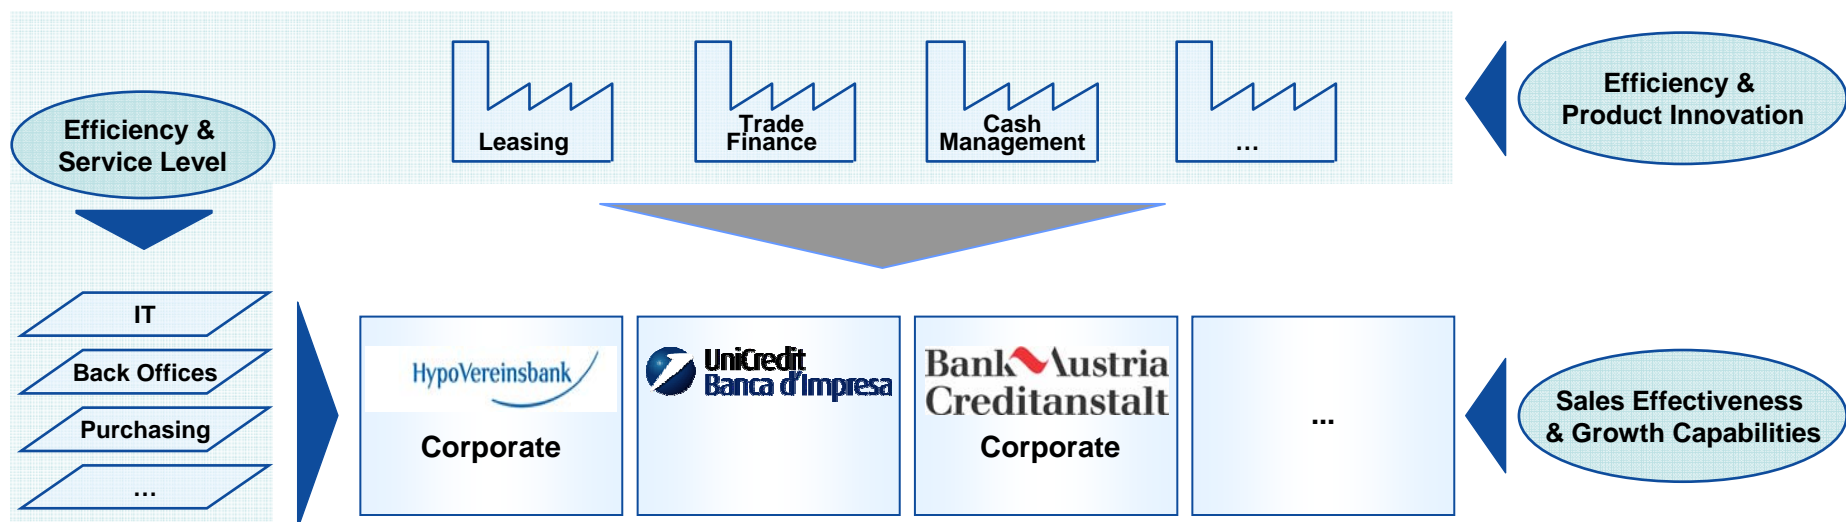 Efficiency &
Service Level
Leasing
Trade
Finance
Cash
Management
...
Efficiency &
Product Innovation
IT
Back Offices
Purchasing
...
HypoVereinsbank
Corporate
UniCredit
Banca d'Impresa
Bank Austria
Creditanstalt
Corporate
...
Sales Effectiveness
& Growth Capabilities